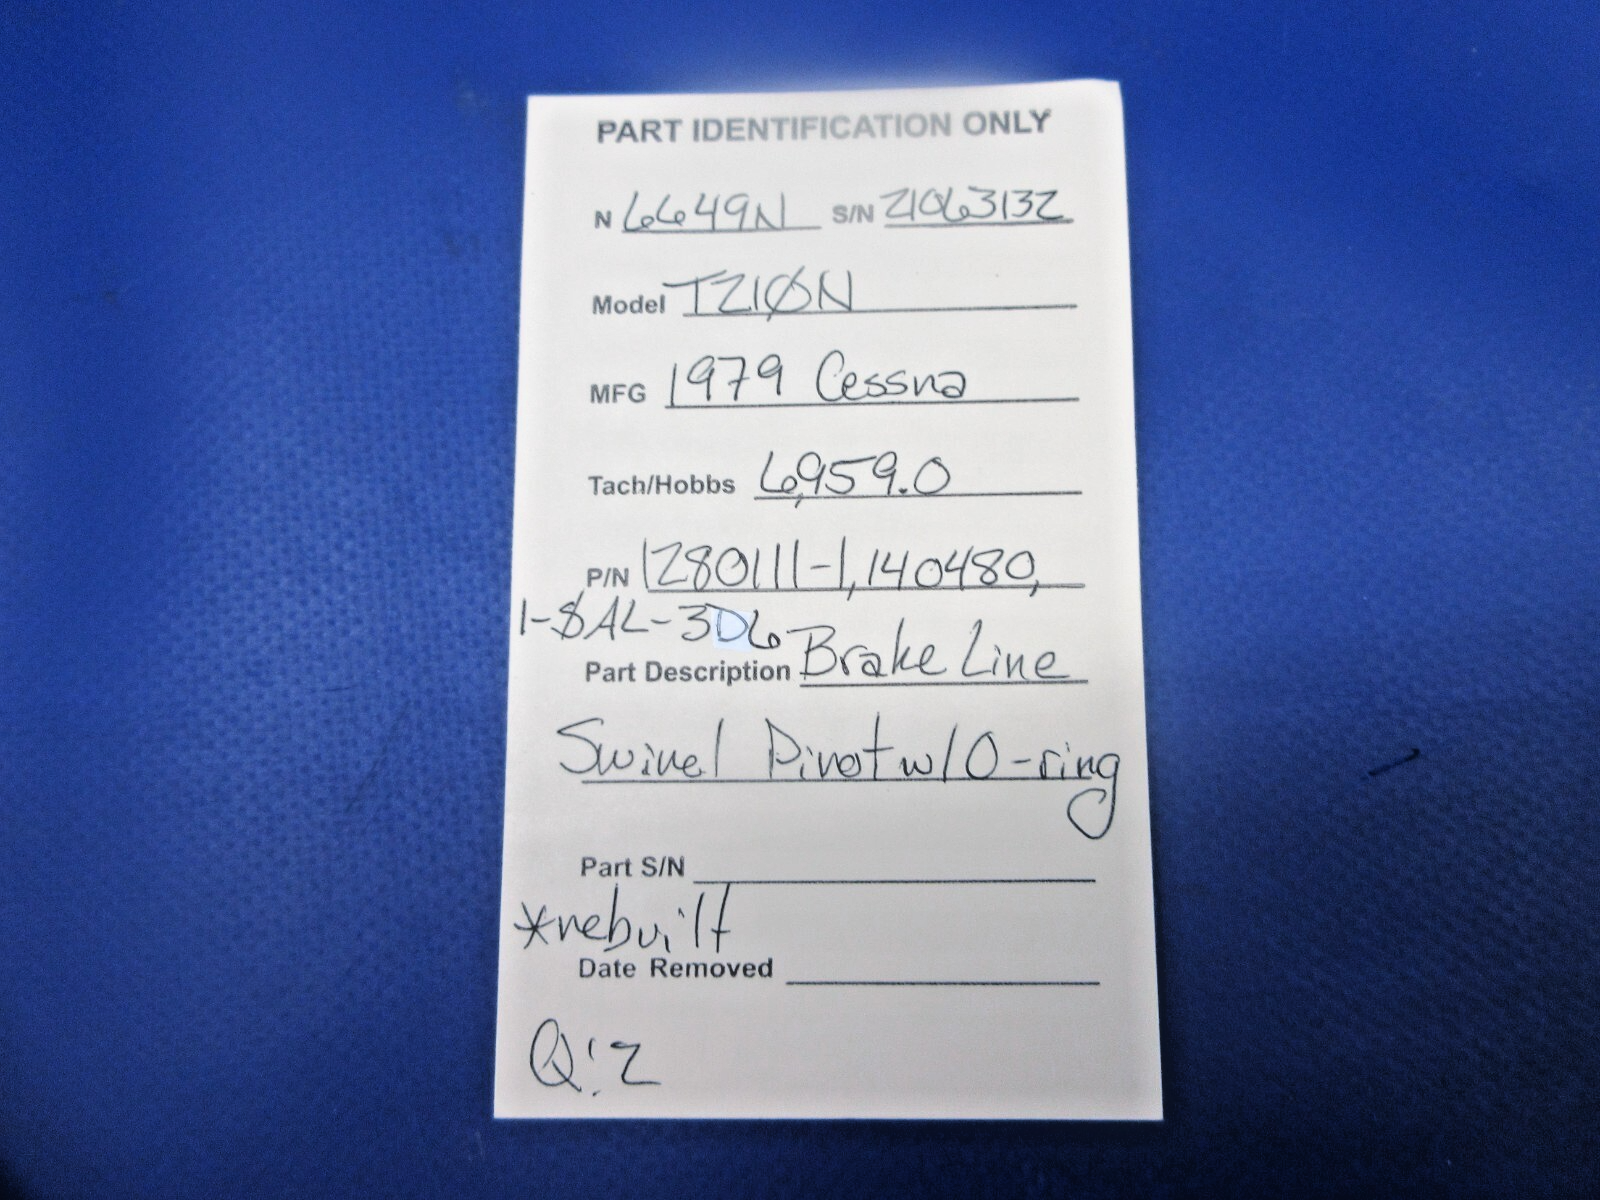 PART IDENTIFICATION ONLY
N 6649N S/N 21063132
Model T210N
MFG 1979 Cessna
Tach/Hobbs 6,959.0
P/N 1280111-1, 140480,
1-8AL-3D6
Part Description Brake Line
Swivel Pivot w/ O-ring
Part S/N
*rebuilt
Date Removed
Q:2